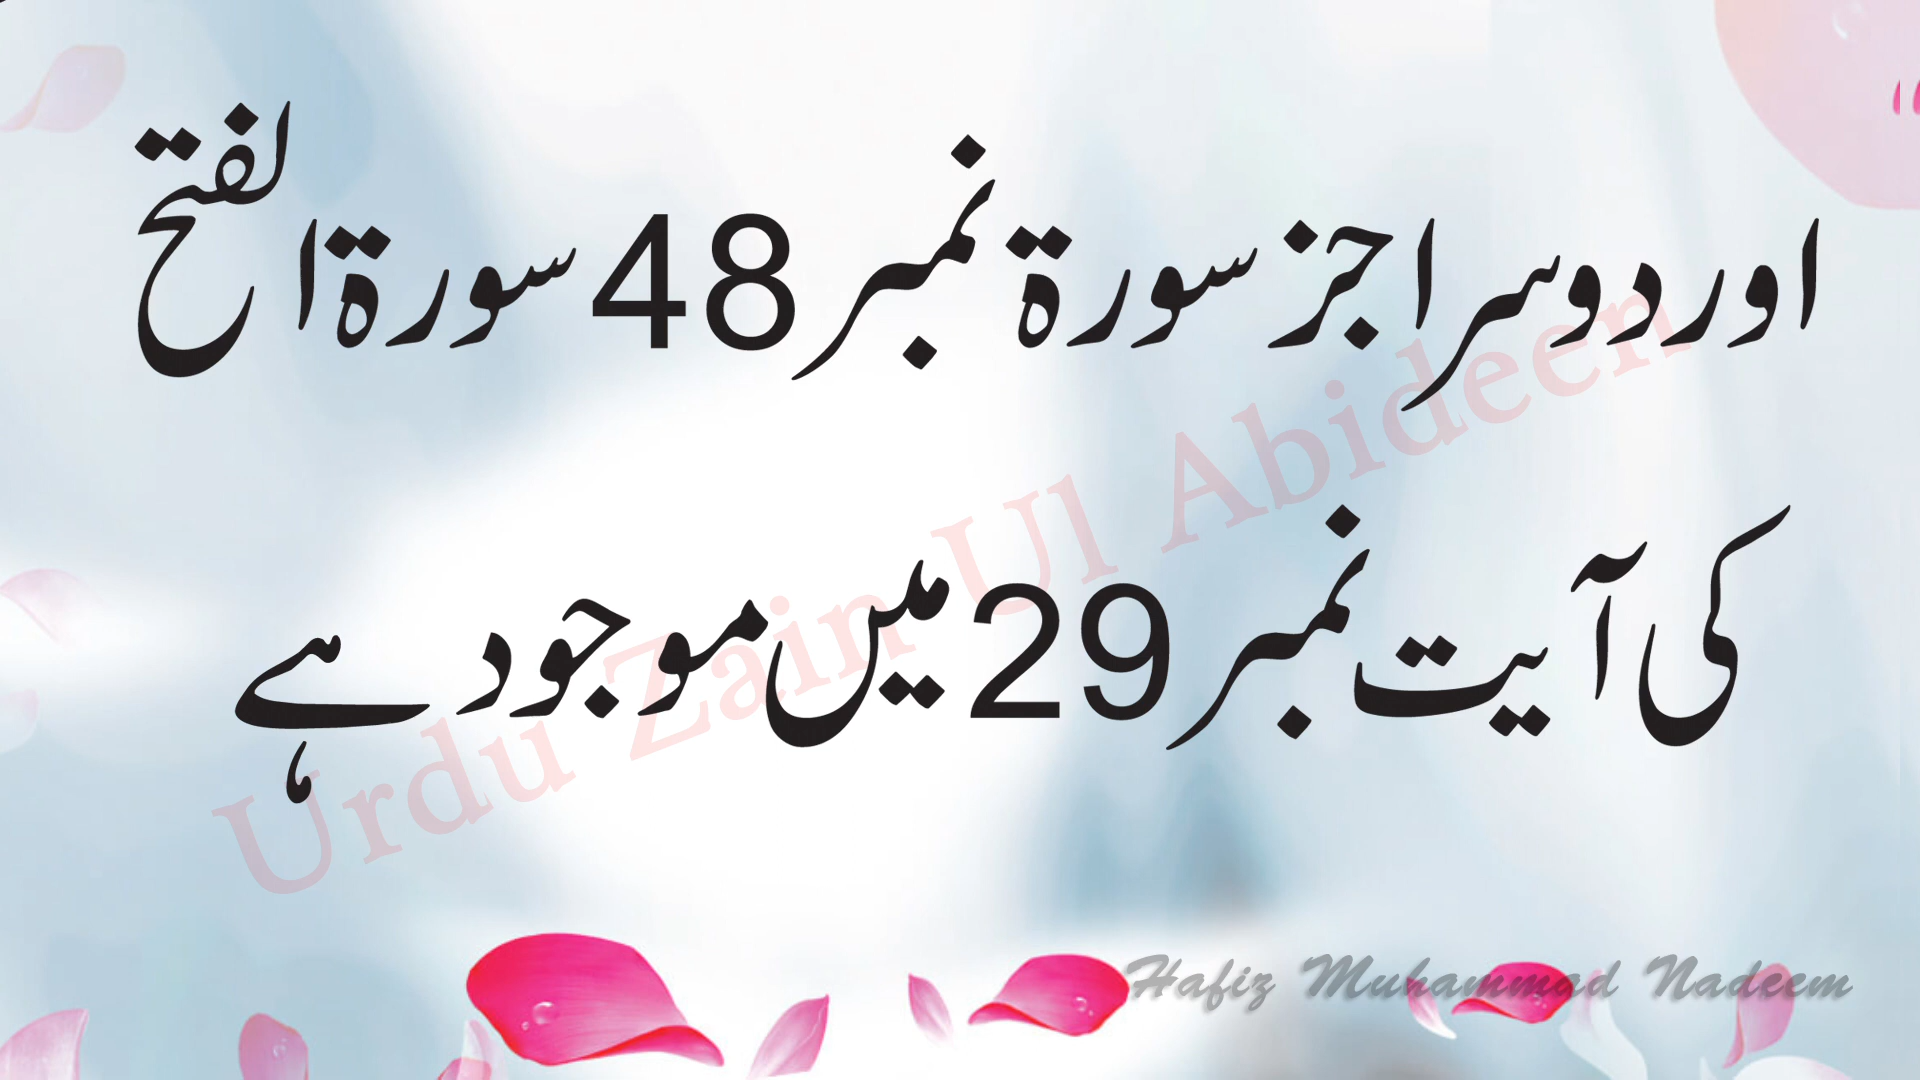 اور دوسرا جز سورۃ نمبر 48 سورۃ الفتح
کی آیت نمبر 29 میں موجود ہے
Urdu Zain Ul Abideen
Hafiz Muhammad Nadeem